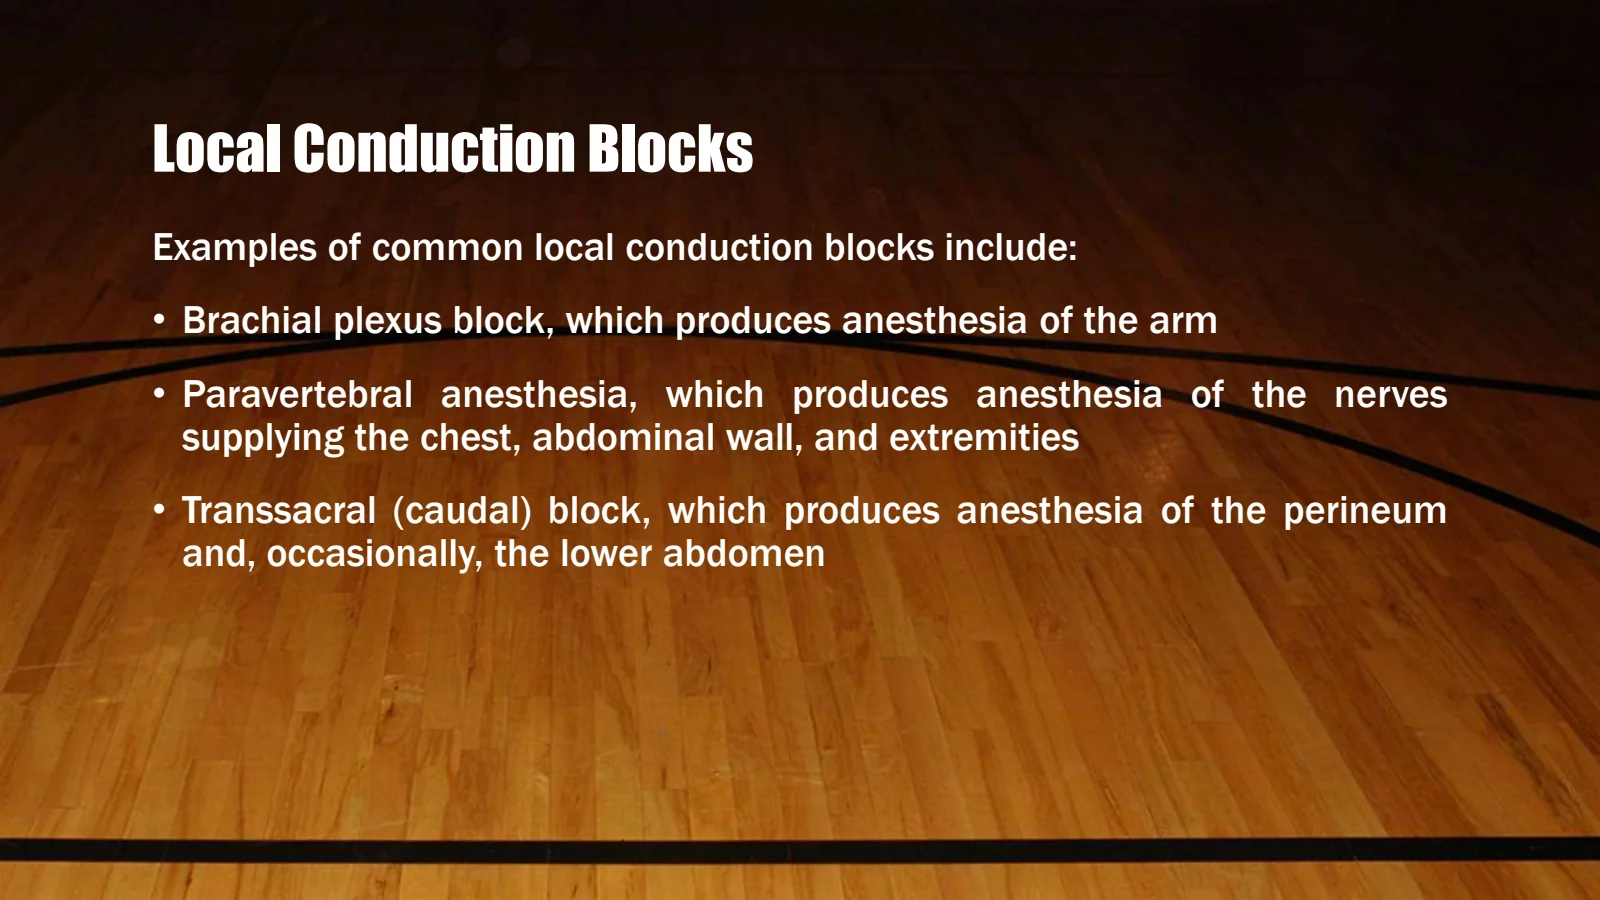 Local Conduction Blocks
Examples of common local conduction blocks include:
• Brachial plexus block, which produces anesthesia of the arm
• Paravertebral anesthesia, which produces anesthesia of the nerves
supplying the chest, abdominal wall, and extremities
• Transsacral (caudal) block, which produces anesthesia of the perineum
and, occasionally, the lower abdomen